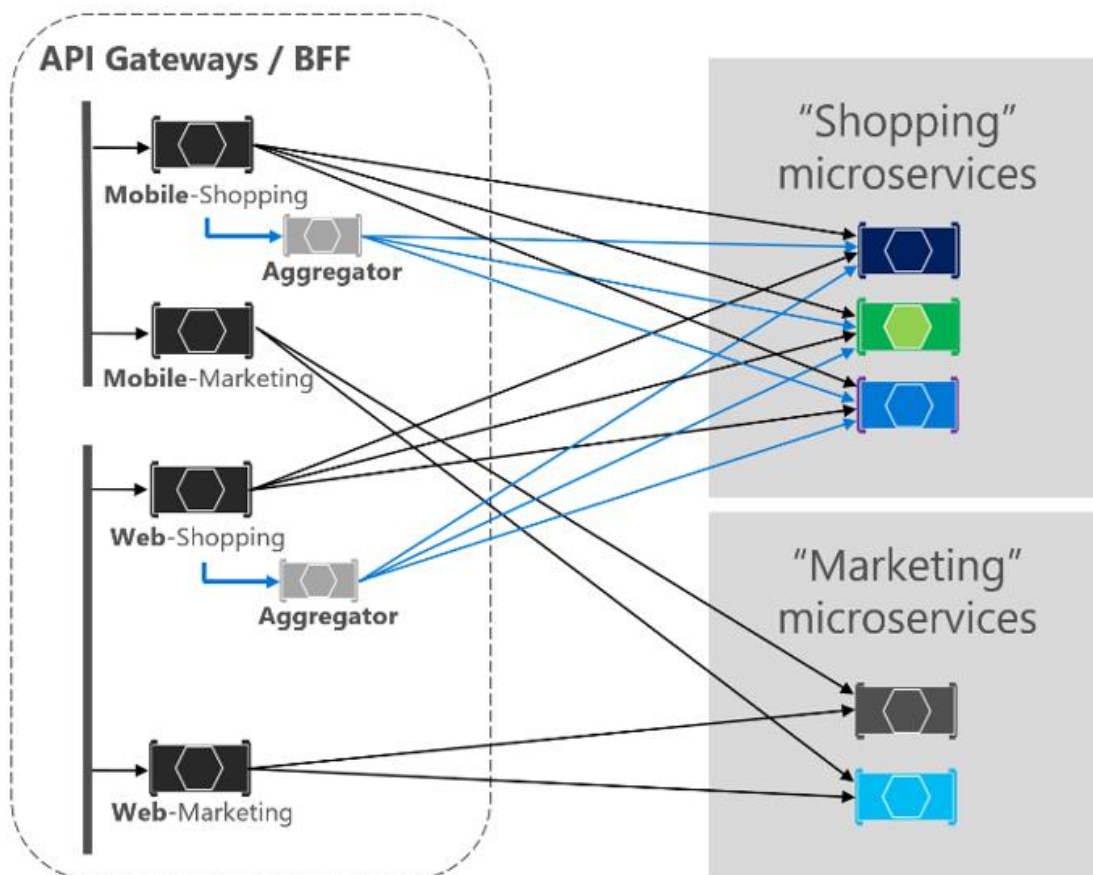 API Gateways / BFF
Mobile-Shopping
Aggregator
Mobile-Marketing
Web-Shopping
Aggregator
Web-Marketing
“Shopping”
microservices
“Marketing”
microservices